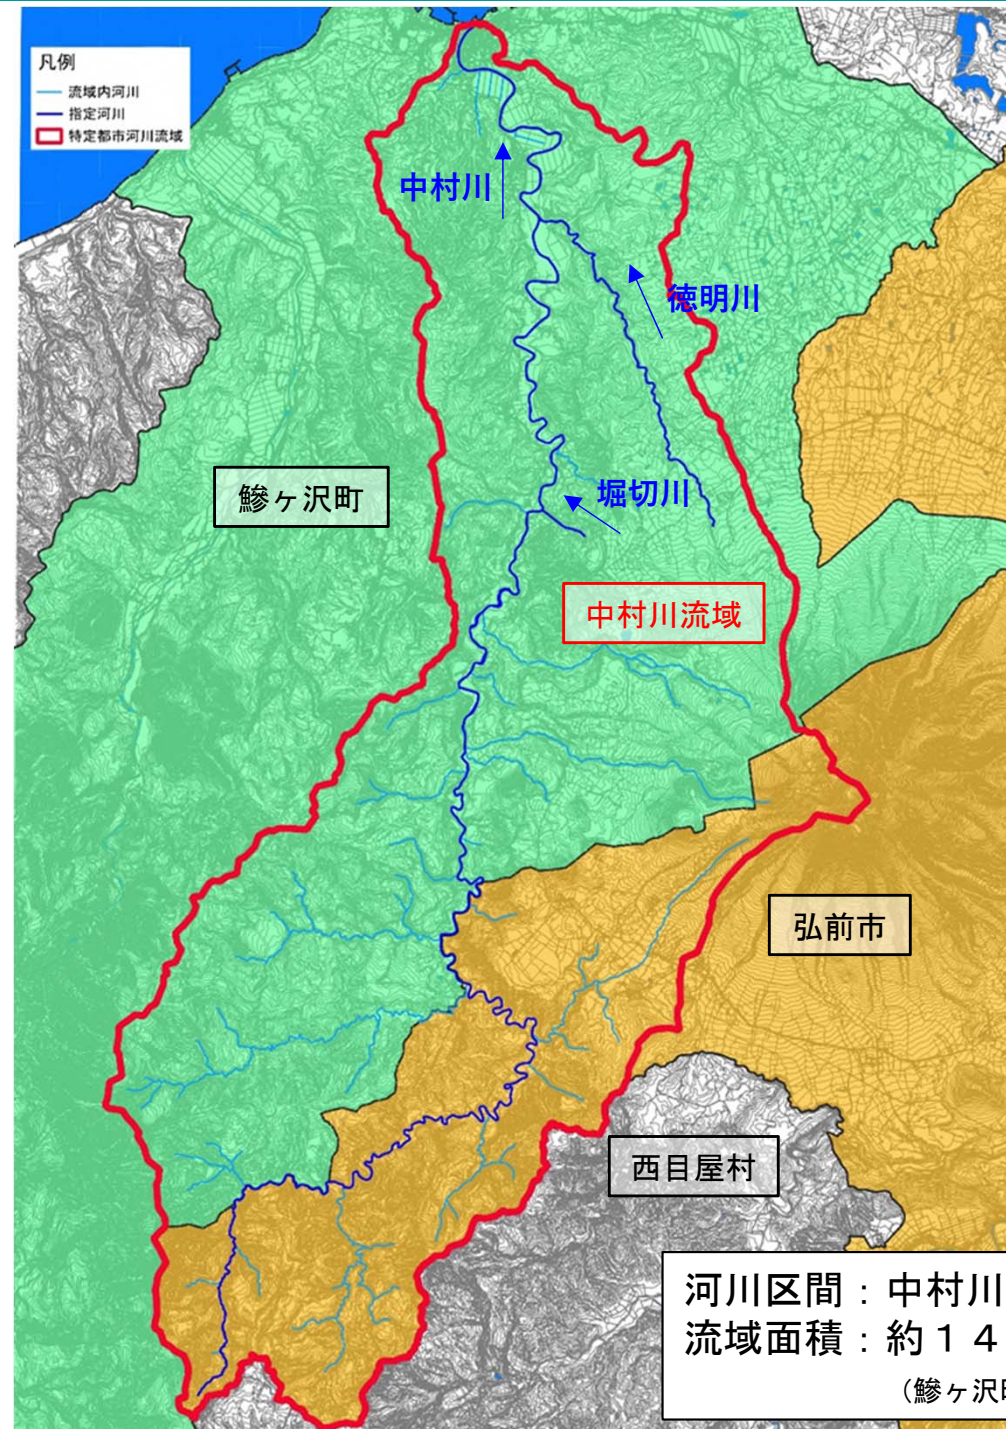 凡例
流域内河川
指定河川
特定都市河川流域
中村川
徳明川
鰺ヶ沢町
堀切川
中村川流域
弘前市
西目屋村
河川区間：中村川
流域面積：約１４
（鰺ヶ沢町